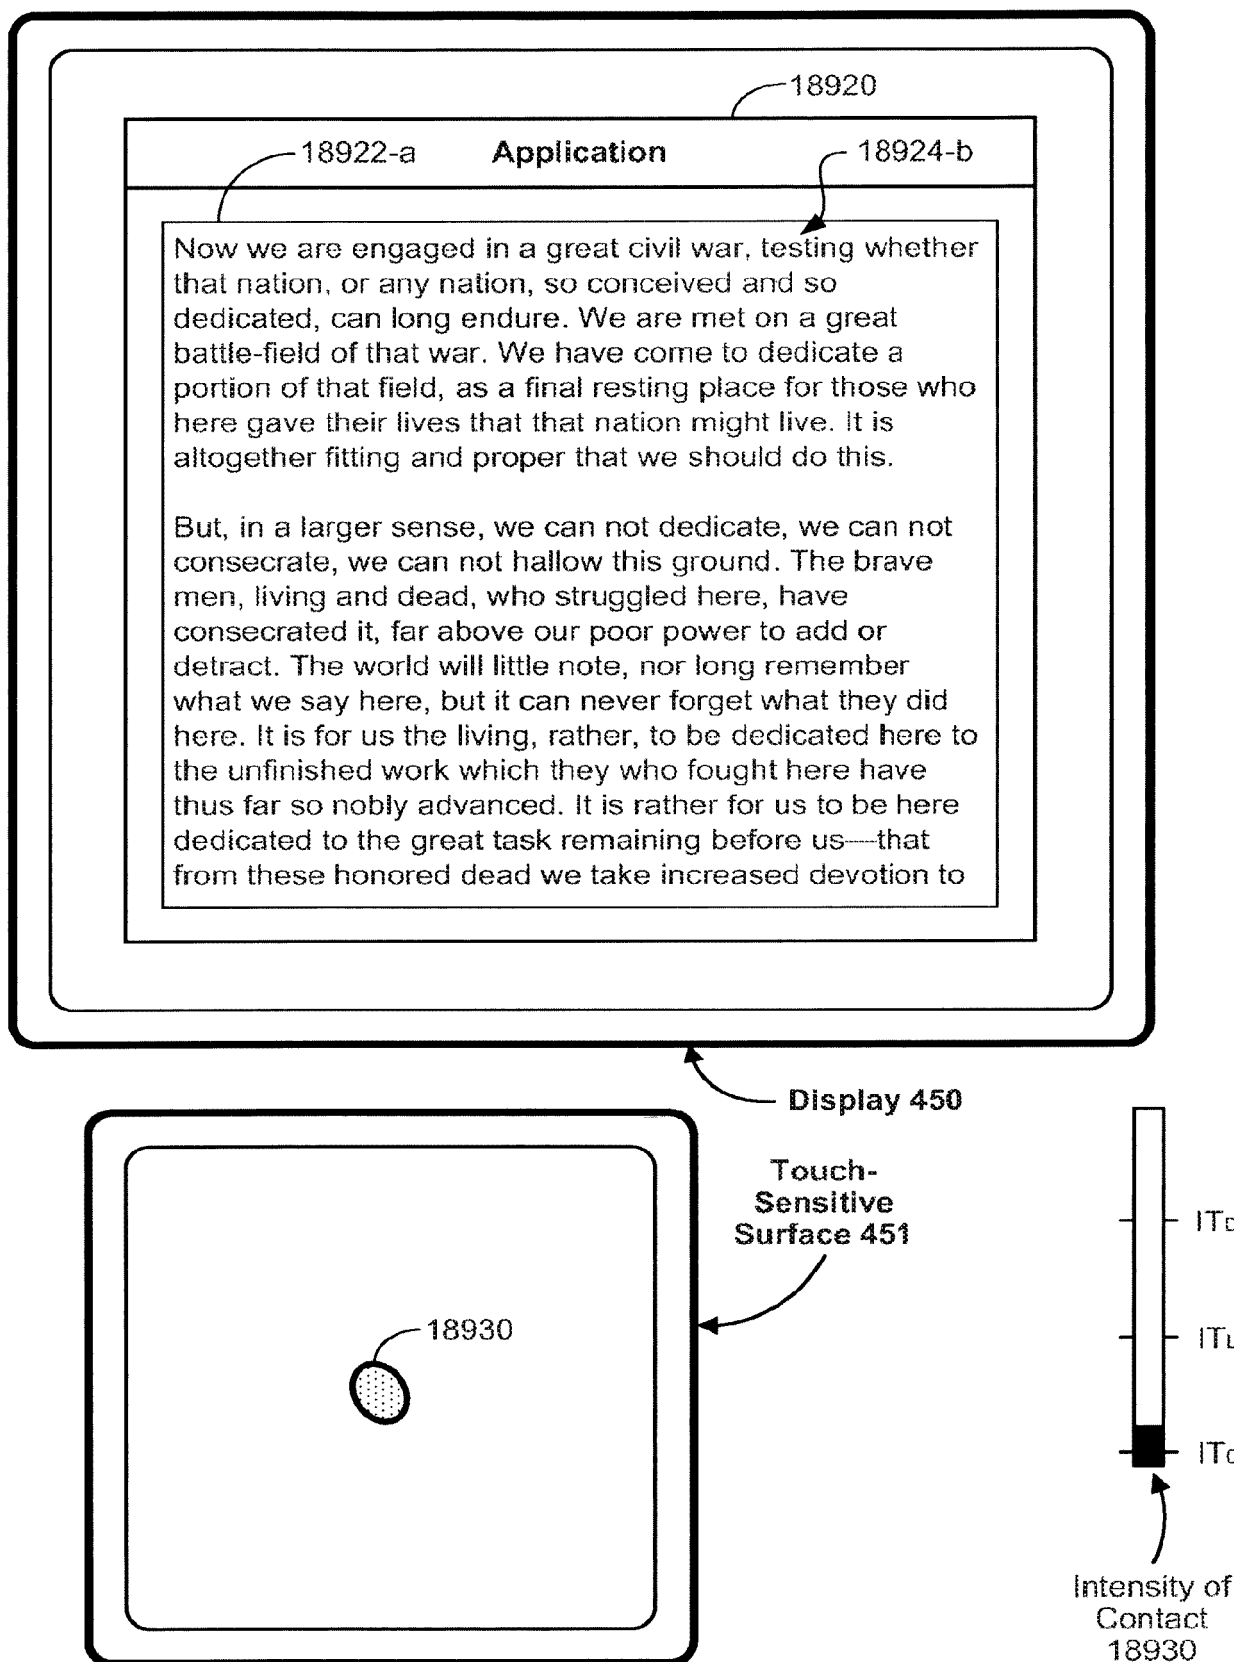 18920
18922-a
Application
18924-b
Now we are engaged in a great civil war, testing whether
that nation, or any nation, so conceived and so
dedicated, can long endure. We are met on a great
battle-field of that war. We have come to dedicate a
portion of that field, as a final resting place for those who
here gave their lives that that nation might live. It is
altogether fitting and proper that we should do this.
But, in a larger sense, we can not dedicate, we can not
consecrate, we can not hallow this ground. The brave
men, living and dead, who struggled here, have
consecrated it, far above our poor power to add or
detract. The world will little note, nor long remember
what we say here, but it can never forget what they did
here. It is for us the living, rather, to be dedicated here to
the unfinished work which they who fought here have
thus far so nobly advanced. It is rather for us to be here
dedicated to the great task remaining before us—that
from these honored dead we take increased devotion to
Display 450
Touch-
Sensitive
Surface 451
18930
ITD
ITL
IT0
Intensity of
Contact
18930